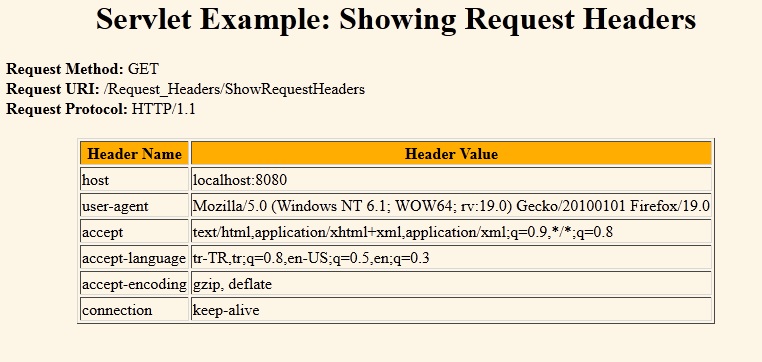 Servlet Example: Showing Request Headers
Request Method: GET
Request URI: /Request_Headers/ShowRequestHeaders
Request Protocol: HTTP/1.1
Header Name Header Value
host localhost:8080
user-agent Mozilla/5.0 (Windows NT 6.1; WOW64; rv:19.0) Gecko/20100101 Firefox/19.0
accept text/html,application/xhtml+xml,application/xml;q=0.9,*/*;q=0.8
accept-language tr-TR,tr;q=0.8,en-US;q=0.5,en;q=0.3
accept-encoding gzip, deflate
connection keep-alive